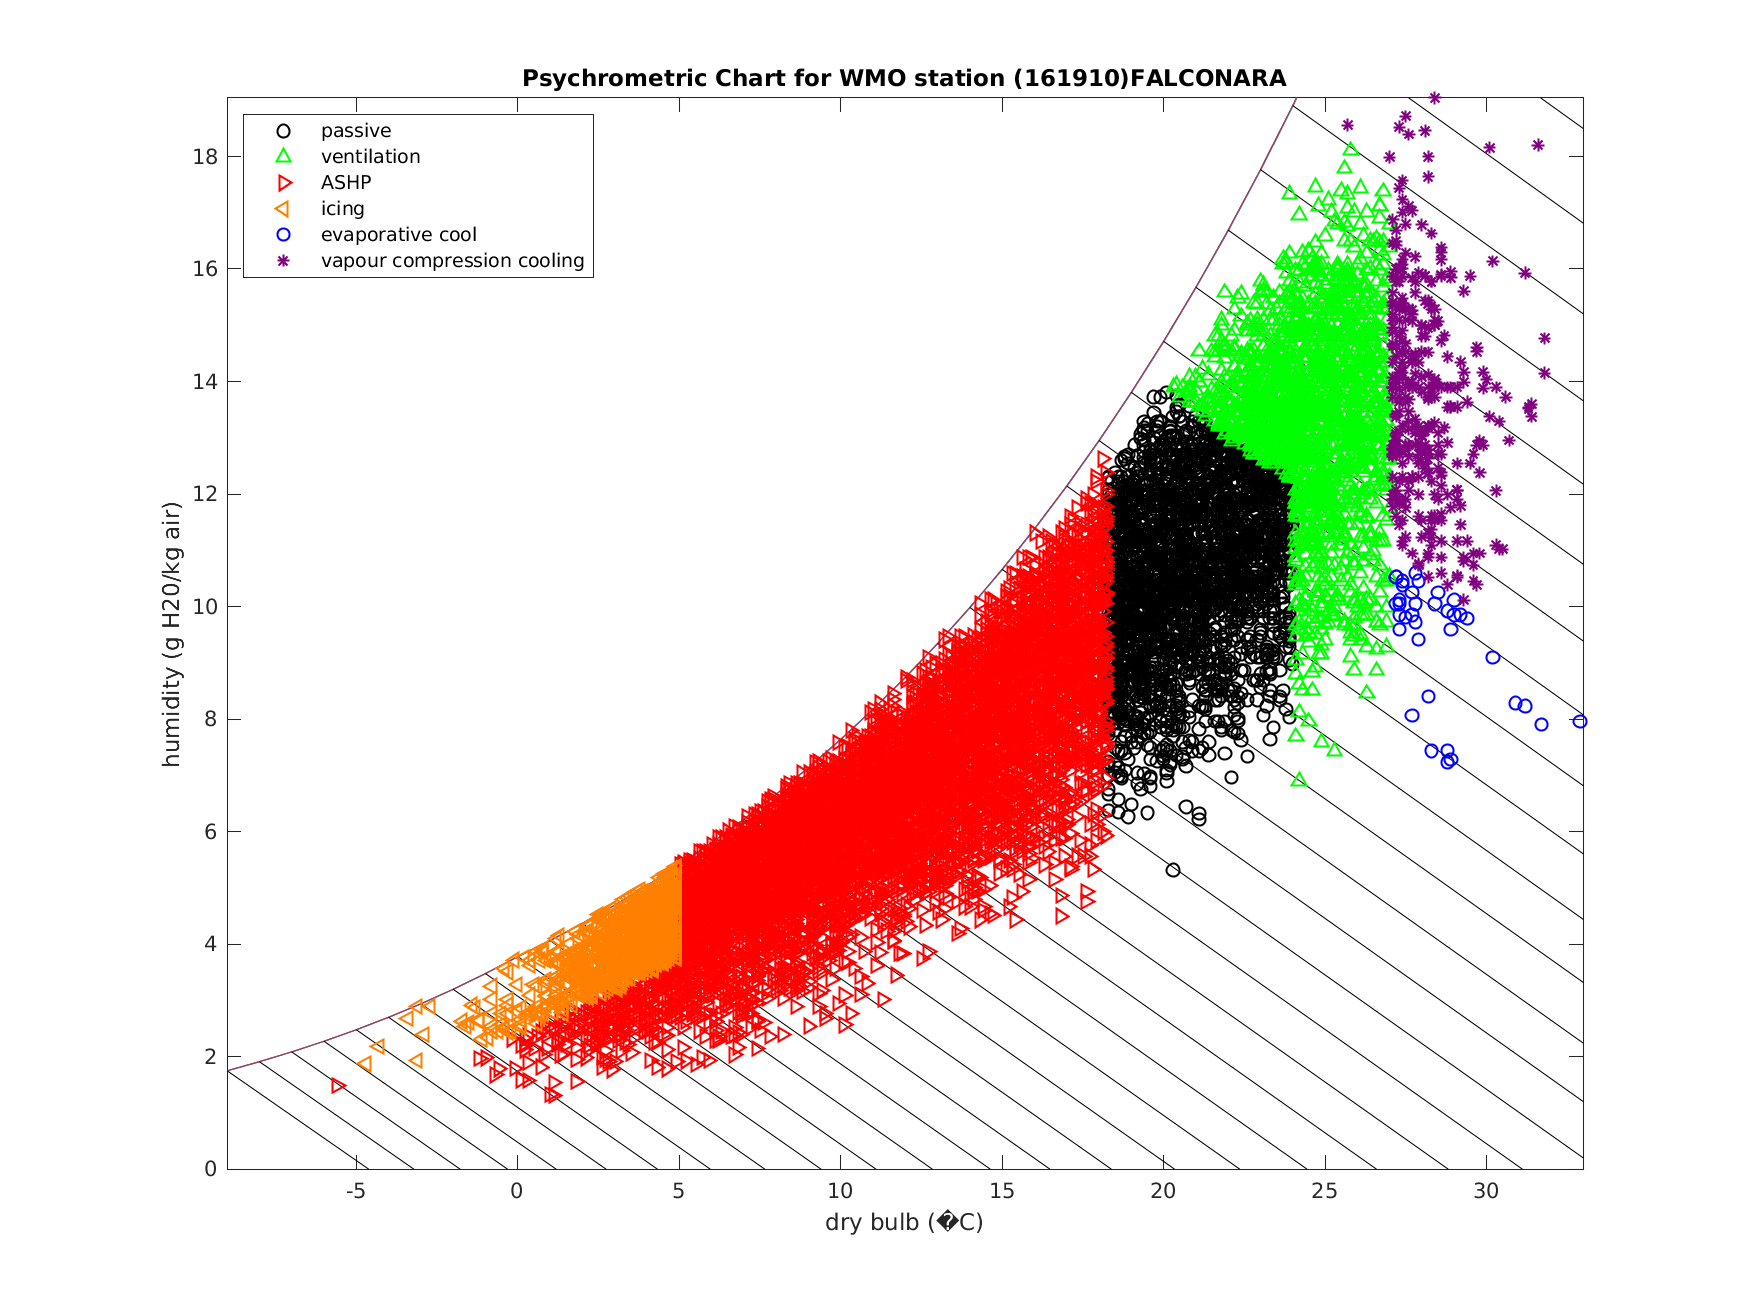 Psychrometric Chart for WMO station (161910)FALCONARA
passive
ventilation
ASHP
icing
evaporative cool
vapour compression cooling
18
16
14
12
10
8
6
4
2
0
humidity (g H20/kg air)
-5 0 5 10 15 20 25 30
dry bulb (�C)